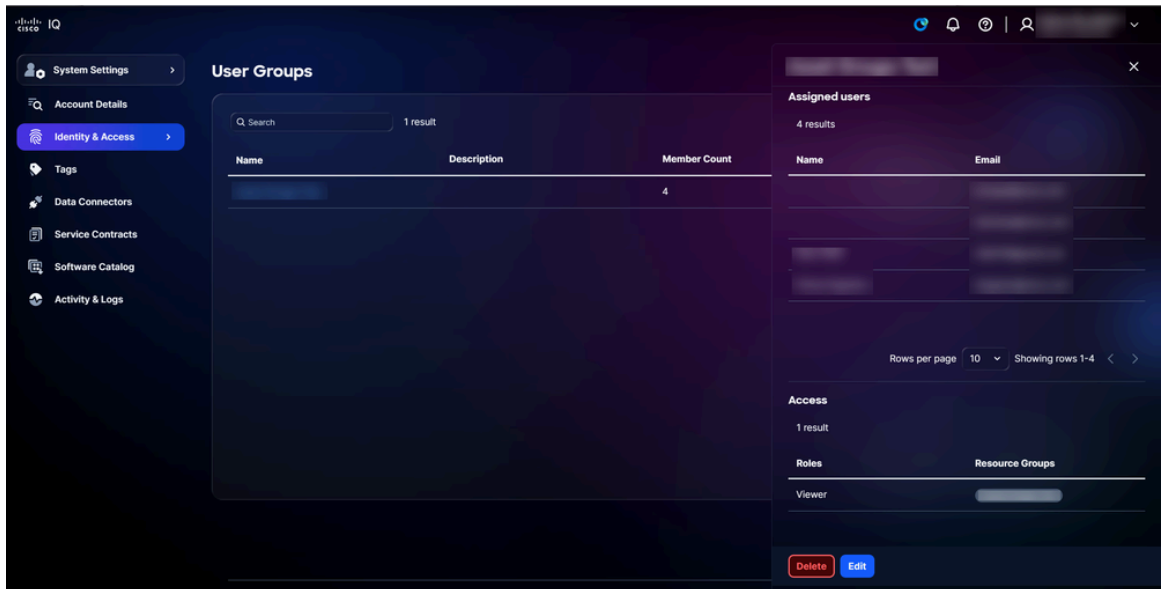 cisco IQ
System Settings
Account Details
Identity & Access
Tags
Data Connectors
Service Contracts
Software Catalog
Activity & Logs
User Groups
Search
1 result
Name Description Member Count
4
Assigned users
4 results
Name Email
Rows per page 10 Showing rows 1-4
Access
1 result
Roles Resource Groups
Viewer
Delete Edit